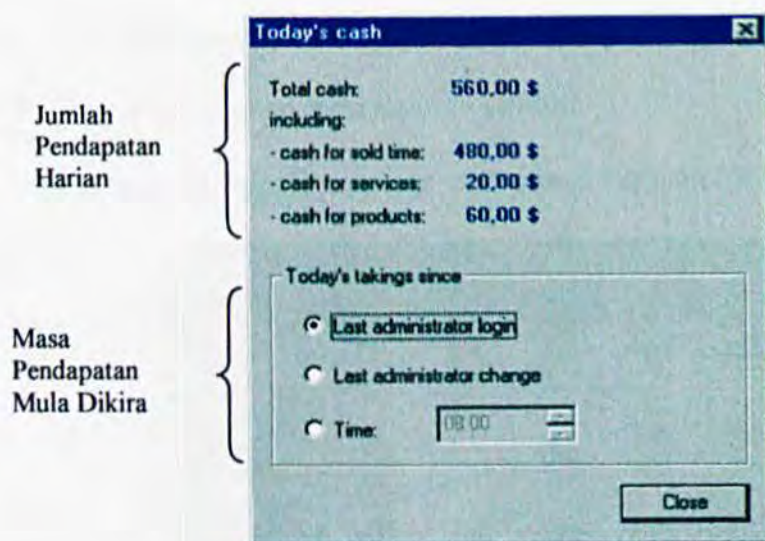 Today's cash
Jumlah
Pendapatan
Harian
Total cash: 560,00 $
including:
- cash for sold time: 480,00 $
- cash for services: 20,00 $
- cash for products: 60,00 $
Masa
Pendapatan
Mula Dikira
Today's takings since
Last administrator login
Last administrator change
Time: 08:00
Close